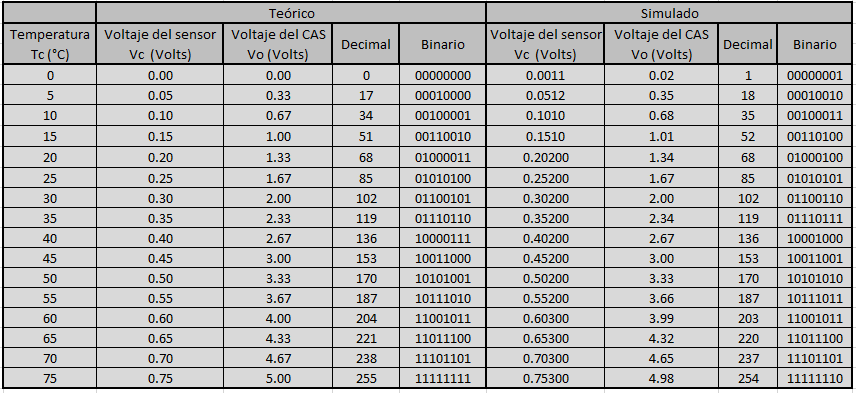 Teórico Simulado
Temperatura Voltaje del sensor Voltaje del CAS Decimal Binario Voltaje del sensor Voltaje del CAS Decimal Binario
Tc (°C) Vc (Volts) Vo (Volts) Vc (Volts) Vo (Volts)
0 0.00 0.00 0 00000000 0.0011 0.02 1 00000001
5 0.05 0.33 17 00010000 0.0512 0.35 18 00010010
10 0.10 0.67 34 00100001 0.1010 0.68 35 00100011
15 0.15 1.00 51 00110010 0.1510 1.01 52 00110100
20 0.20 1.33 68 01000011 0.20200 1.34 68 01000100
25 0.25 1.67 85 01010100 0.25200 1.67 85 01010101
30 0.30 2.00 102 01100101 0.30200 2.00 102 01100110
35 0.35 2.33 119 01110110 0.35200 2.34 119 01110111
40 0.40 2.67 136 10000111 0.40200 2.67 136 10001000
45 0.45 3.00 153 10011000 0.45200 3.00 153 10011001
50 0.50 3.33 170 10101001 0.50200 3.33 170 10101010
55 0.55 3.67 187 10111010 0.55200 3.66 187 10111011
60 0.60 4.00 204 11001011 0.60300 3.99 203 11001011
65 0.65 4.33 221 11011100 0.65300 4.32 220 11011100
70 0.70 4.67 238 11101101 0.70300 4.65 237 11101101
75 0.75 5.00 255 11111111 0.75300 4.98 254 11111110